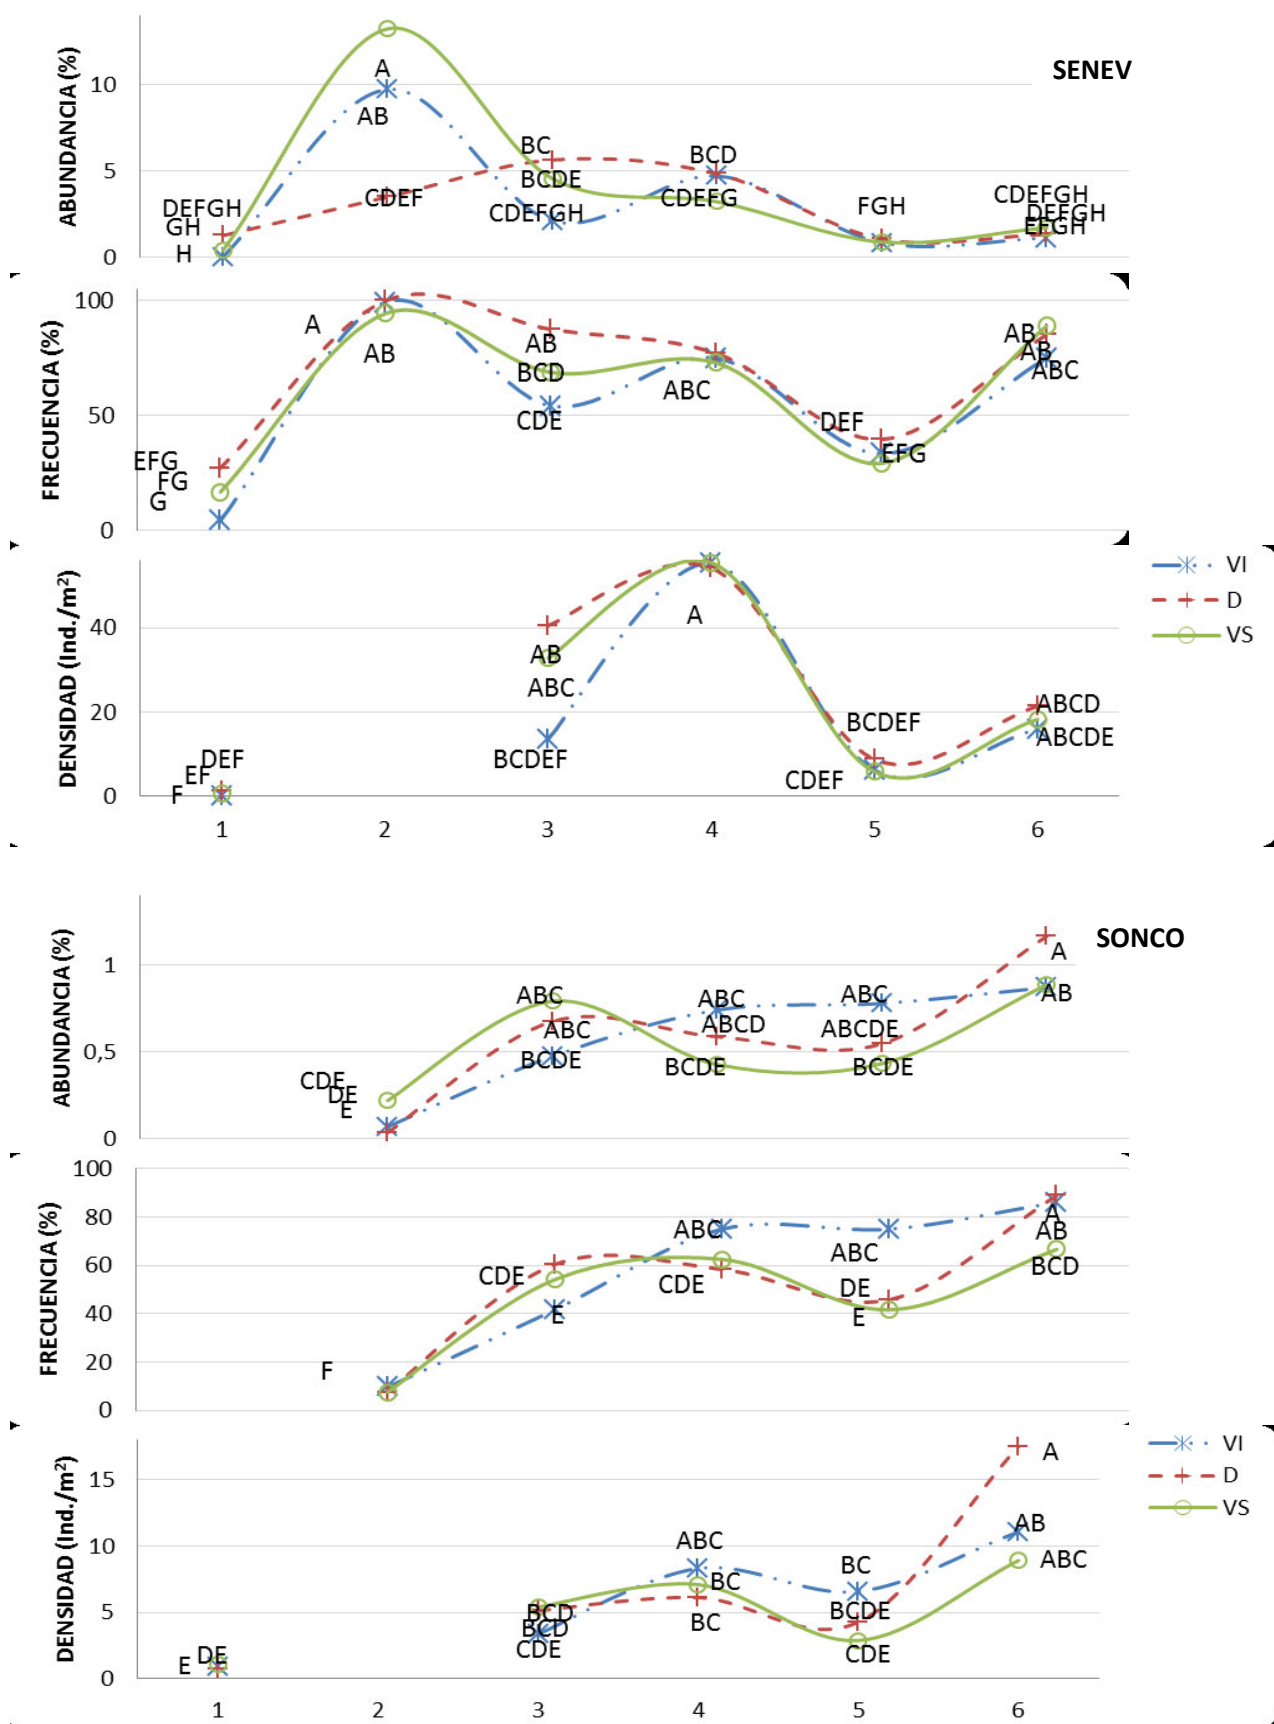 SENEV
ABUNDANCIA (%)
10
5
0
A
AB
BC
BCD
BCDE
CDEF
CDEFG
CDEFGH
FGH
CDEFGH
DEFGH
EFGH
DEFGH
GH
H
FRECUENCIA (%)
100
50
0
A
AB
AB
BCD
CDE
ABC
DEF
EFG
AB
AB
ABC
EFG
FG
G
DENSIDAD (Ind./m²)
40
20
0
A
AB
ABC
BCDEF
BCDEF
CDEF
ABCD
ABCDE
DEF
EF
F
VI
D
VS
1 2 3 4 5 6
SONCO
ABUNDANCIA (%)
1
0,5
0
A
AB
ABC
ABC
BCDE
ABC
ABCD
BCDE
ABC
ABCDE
BCDE
CDE
DE
E
FRECUENCIA (%)
100
80
60
40
20
0
F
CDE
E
ABC
CDE
ABC
DE
E
A
AB
BCD
DENSIDAD (Ind./m²)
15
10
5
0
E
DE
BCD
BCD
CDE
ABC
BC
BC
BC
BCDE
CDE
A
AB
ABC
VI
D
VS
1 2 3 4 5 6